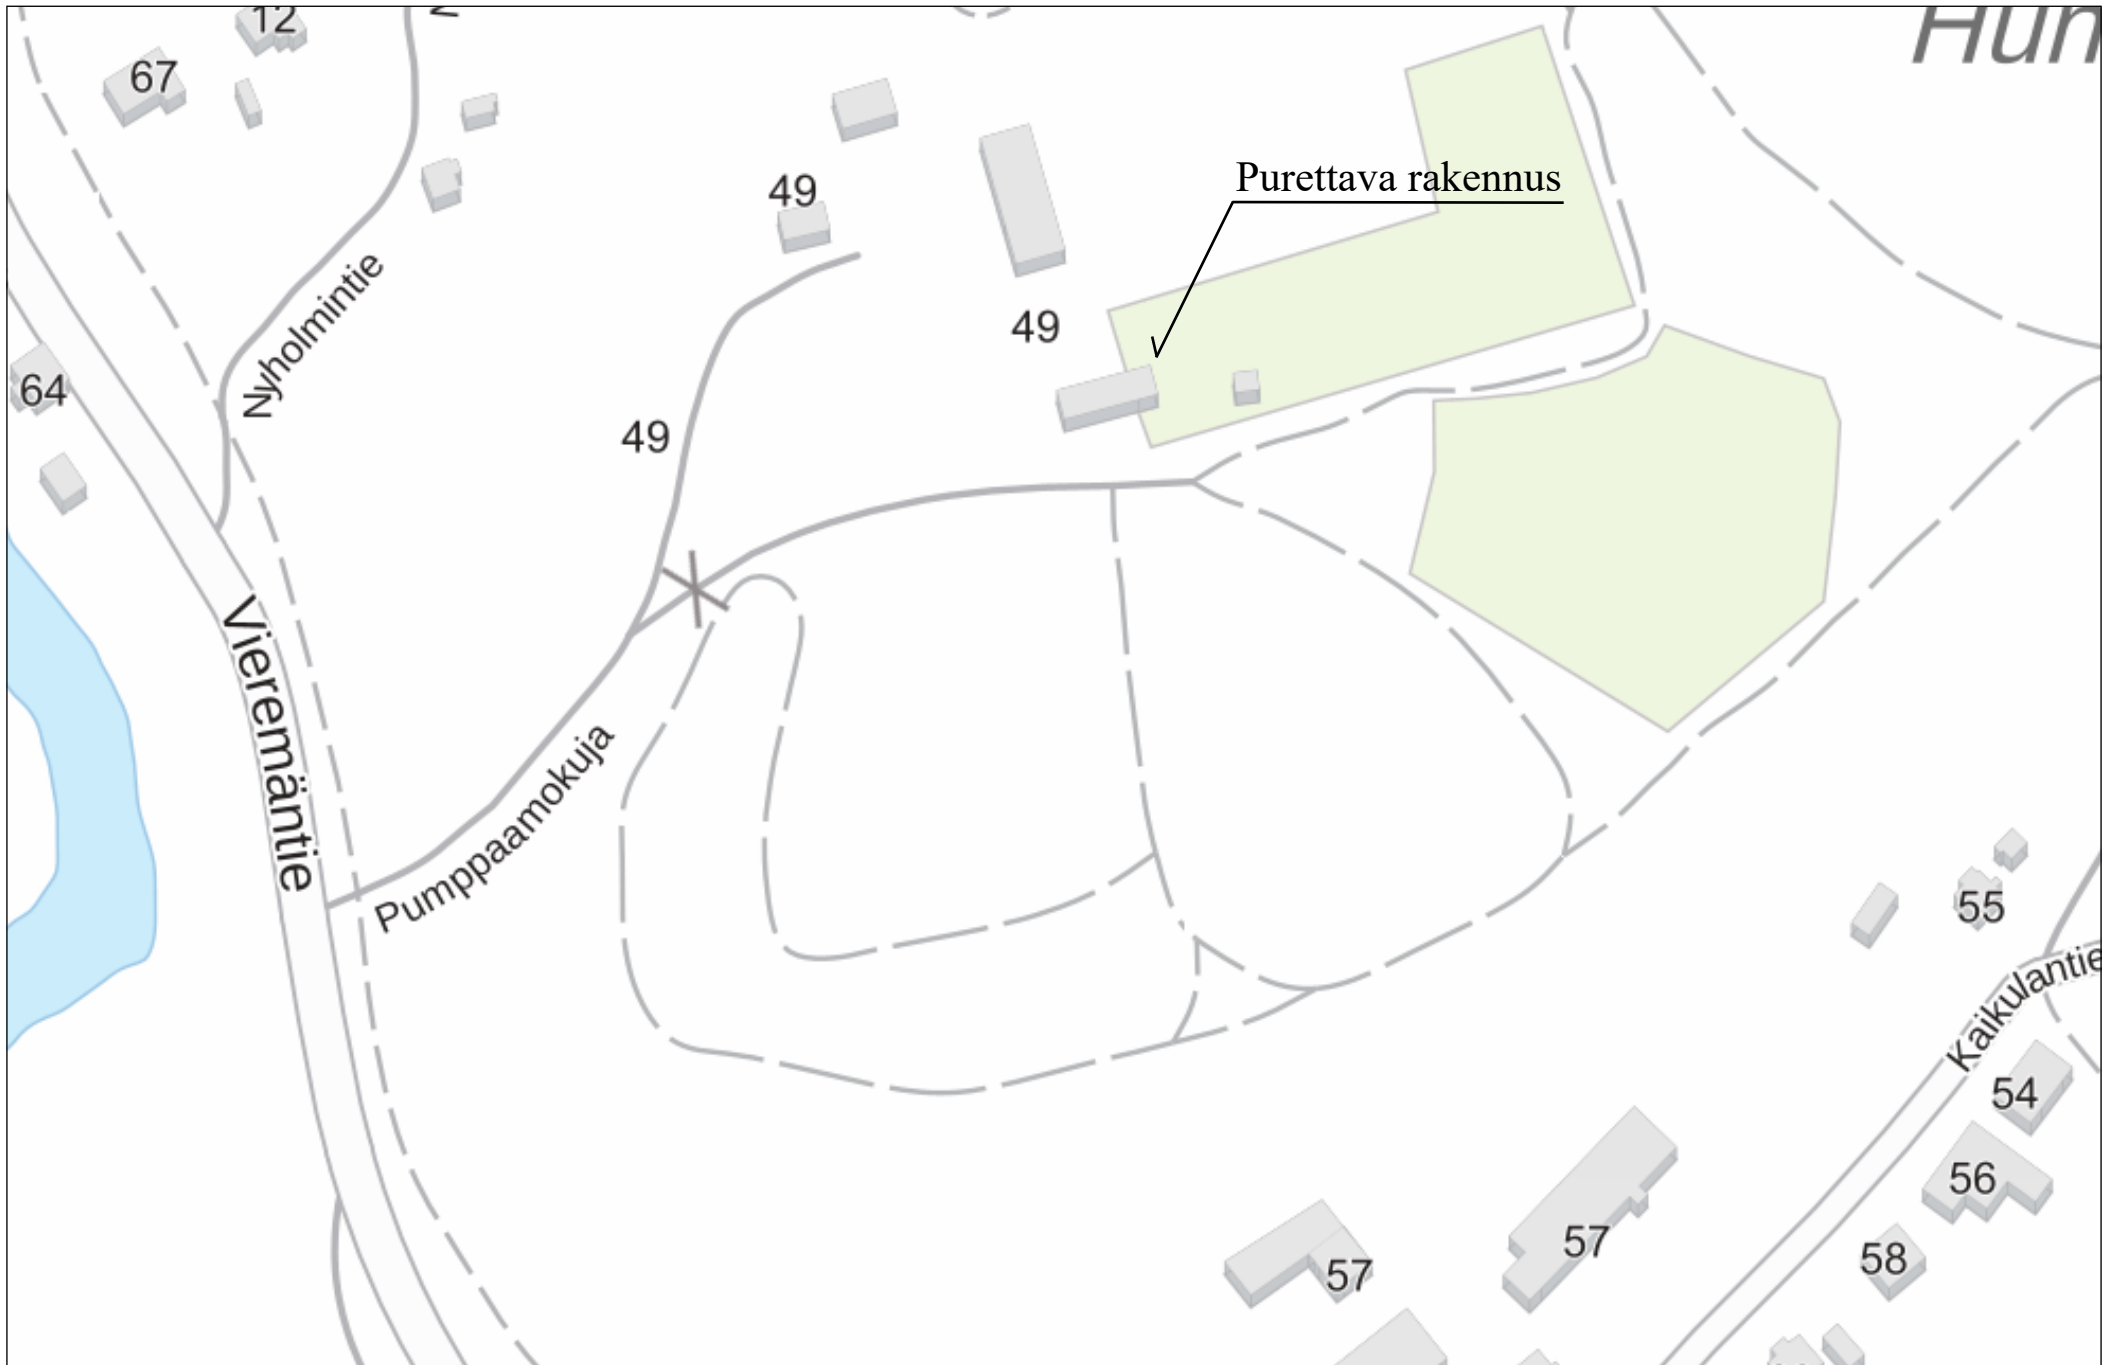 12
Hun
67
Purettava rakennus
49
Nyholmintie
49
64
49
Vieremäntie
Pumppaamokuja
55
Kaikulantie
54
56
57
58
57